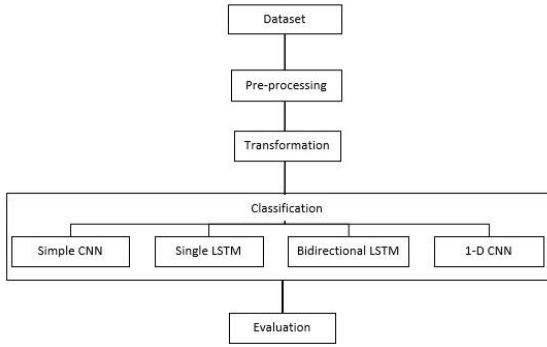 Dataset
Pre-processing
Transformation
Classification
Simple CNN
Single LSTM
Bidirectional LSTM
1-D CNN
Evaluation